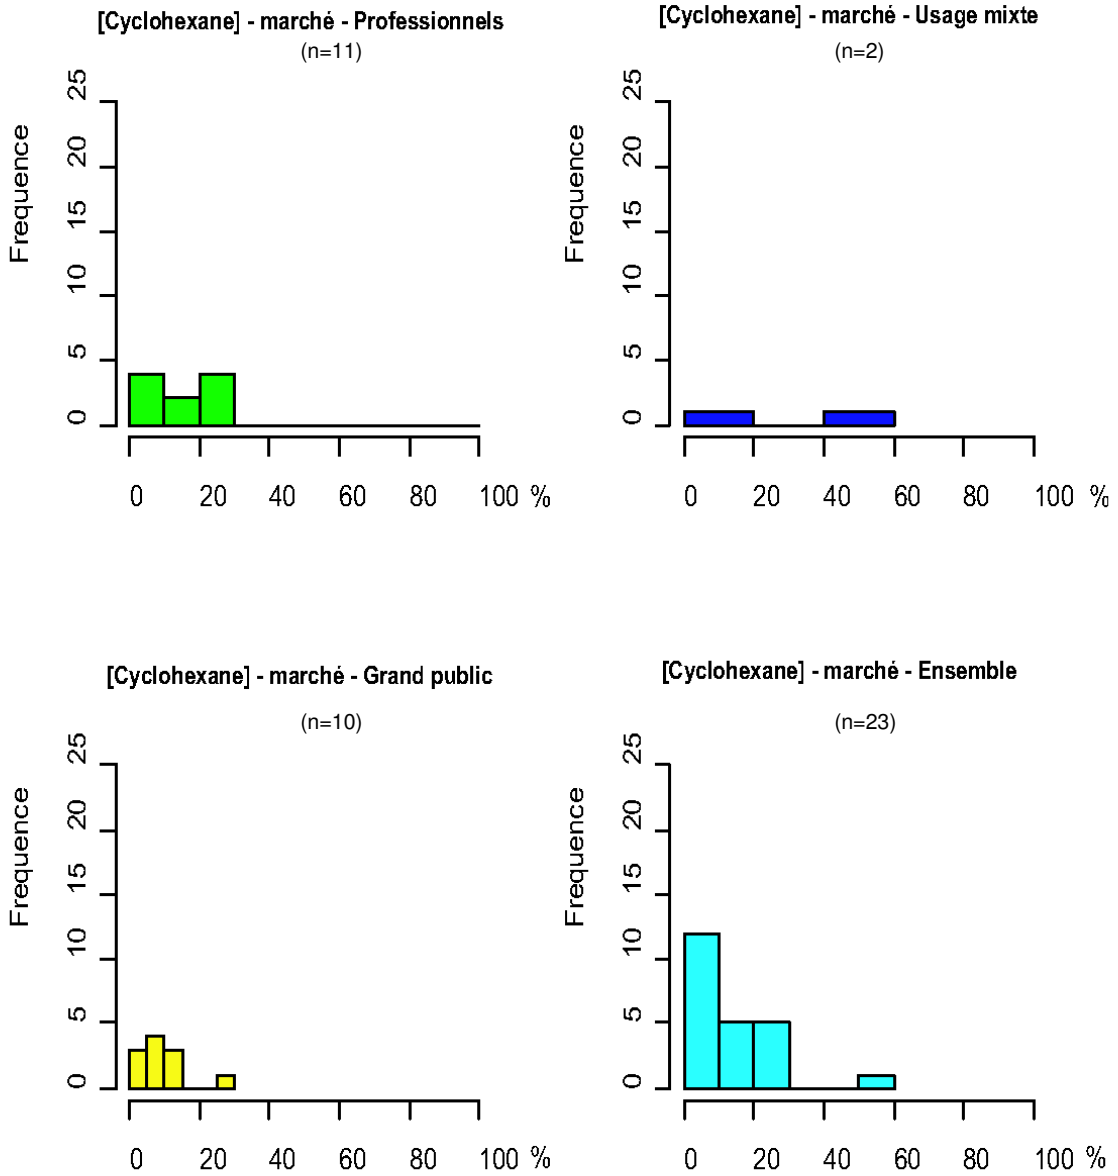 [Cyclohexane] - marché - Professionnels
(n=11)
Frequence
25
20
15
10
5
0
0 20 40 60 80 100 %
[Cyclohexane] - marché - Usage mixte
(n=2)
Frequence
25
20
15
10
5
0
0 20 40 60 80 100 %
[Cyclohexane] - marché - Grand public
(n=10)
Frequence
25
20
15
10
5
0
0 20 40 60 80 100 %
[Cyclohexane] - marché - Ensemble
(n=23)
Frequence
25
20
15
10
5
0
0 20 40 60 80 100 %